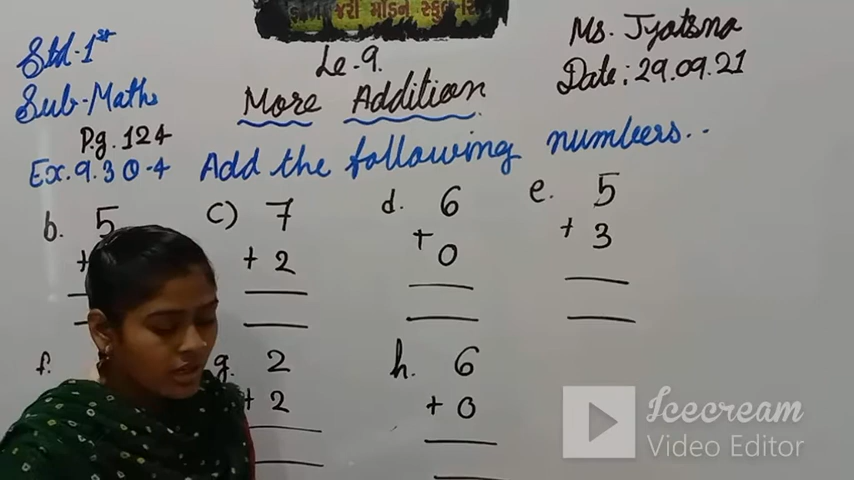 મોડર્ન સ્કુલ
Std-1st
Ms. Jyotsna
Le-9.
Date: 29.09.21
Sub-Maths
More Addition
Pg. 124
Ex. 9.3 Q-4 Add the following numbers..
b. 5 c) 7 d. 6 e. 5
+ + 2 + 0 + 3
f. g. 2 h. 6
+ 2 + 0
Icecream
Video Editor